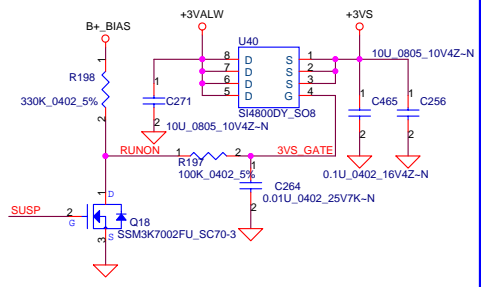 B+_BIAS
+3VALW
+3VS
U40
1
R198
330K_0402_5%
2
8 D S 1
7 D S 2
6 D S 3
5 D G 4
SI4800DY_SO8
1
C271
2
10U_0805_10V4Z~N
10U_0805_10V4Z~N
1
C465
2
1
C256
2
0.1U_0402_16V4Z~N
RUNON
1 2
R197
100K_0402_5%
3VS_GATE
1
C264
2
0.01U_0402_25V7K~N
SUSP
2
G
1
D
3
S
Q18
SSM3K7002FU_SC70-3